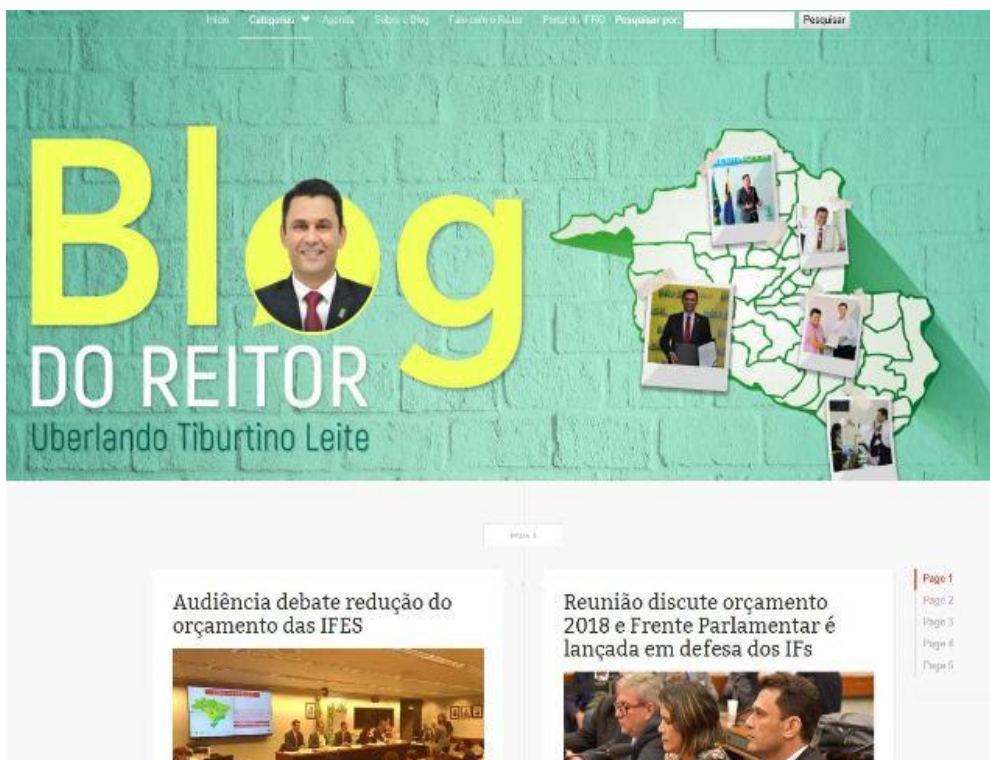 Início Categorias Agenda Sobre o Blog Fale com o Reitor Portal do IFRO Pesquisar por: Pesquisar
Blog
DO REITOR
Uberlando Tiburtino Leite
Audiência debate redução do
orçamento das IFES
Reunião discute orçamento
2018 e Frente Parlamentar é
lançada em defesa dos IFs
Page 1
Page 2
Page 3
Page 4
Page 5